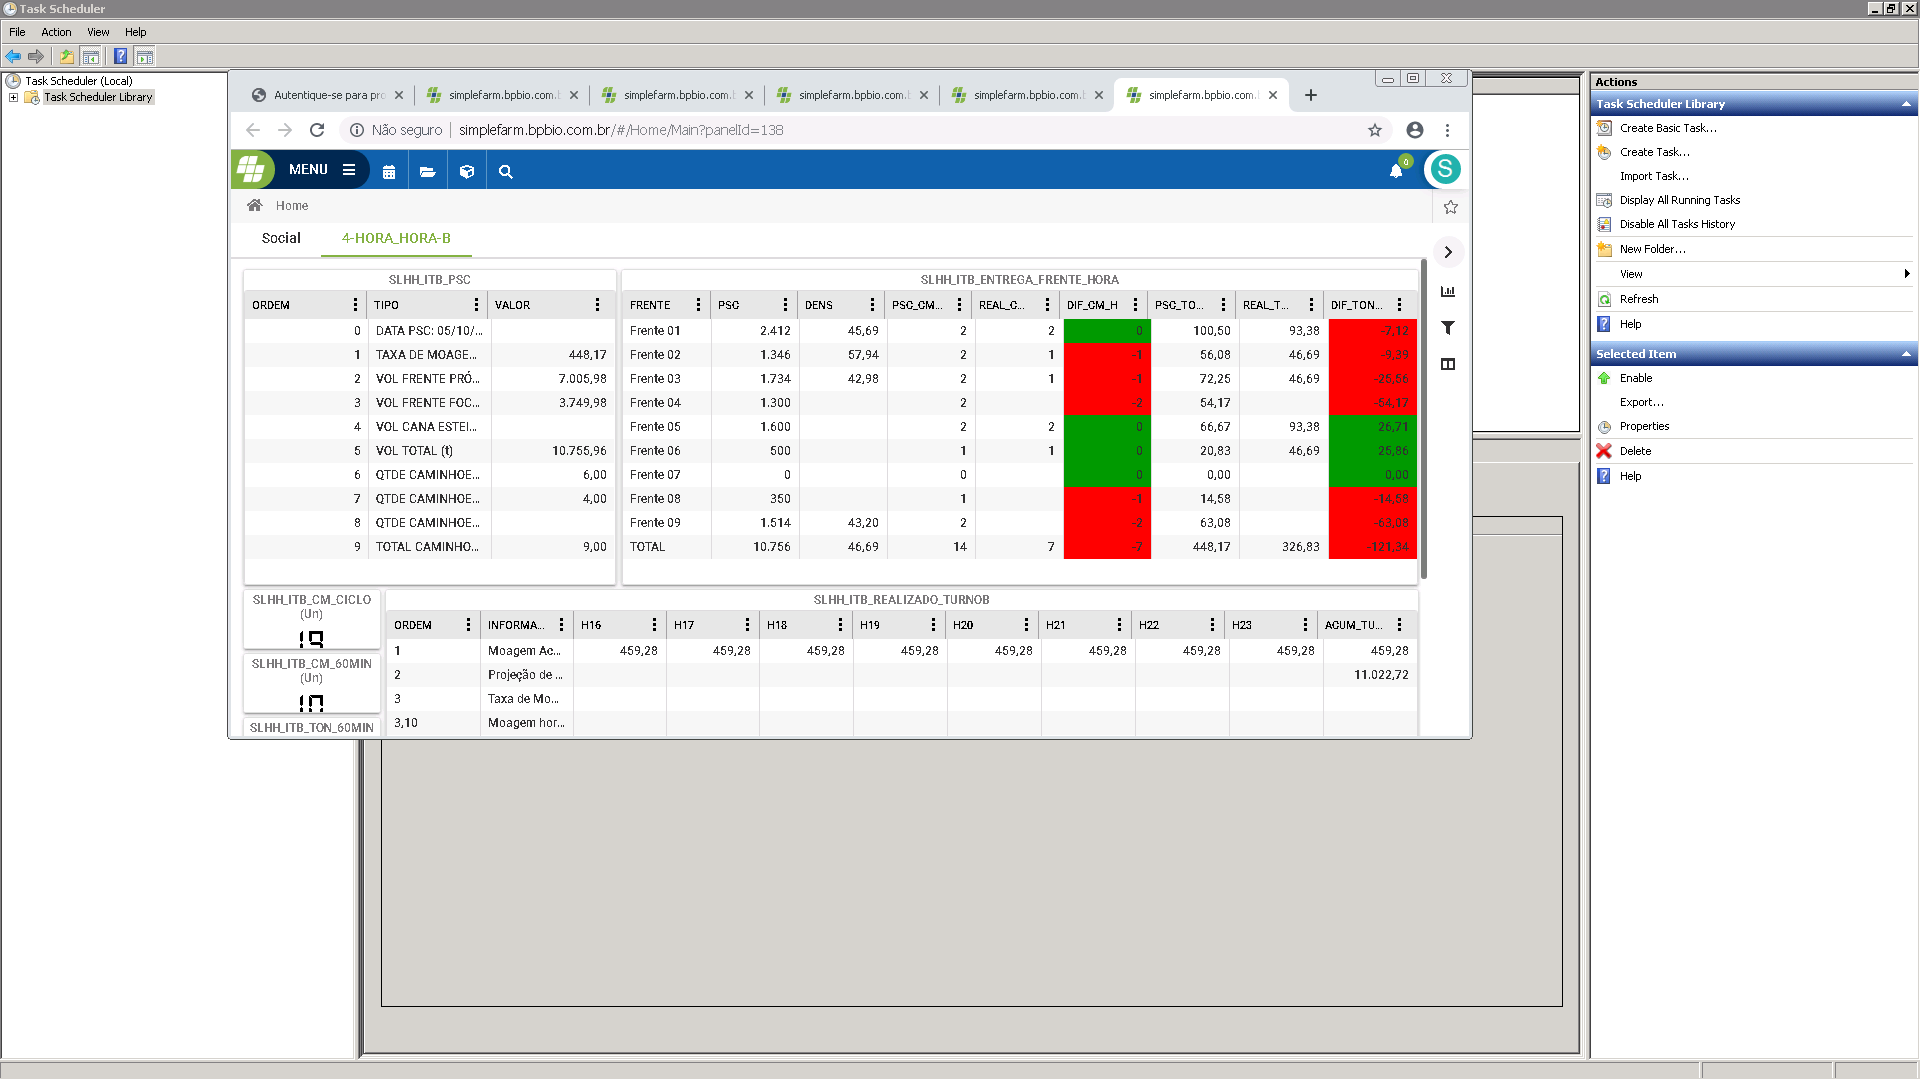 Task Scheduler
File Action View Help
Task Scheduler (Local)
Task Scheduler Library
Autentique-se para pro
simplefarm.bpbio.com.b
simplefarm.bpbio.com.b
simplefarm.bpbio.com.b
simplefarm.bpbio.com.b
simplefarm.bpbio.com.b
Não seguro | simplefarm.bpbio.com.br/#/Home/Main?panelId=138
MENU
0
S
Home
Social 4-HORA_HORA-B
SLHH_ITB_PSC
ORDEM TIPO VALOR
0 DATA PSC: 05/10/...
1 TAXA DE MOAGE... 448,17
2 VOL FRENTE PRÓ... 7.005,98
3 VOL FRENTE FOC... 3.749,98
4 VOL CANA ESTEI...
5 VOL TOTAL (t) 10.755,96
6 QTDE CAMINHOE... 6,00
7 QTDE CAMINHOE... 4,00
8 QTDE CAMINHOE...
9 TOTAL CAMINHO... 9,00
SLHH_ITB_ENTREGA_FRENTE_HORA
FRENTE PSC DENS PSC_CM... REAL_C... DIF_CM_H PSC_TO... REAL_T... DIF_TON...
Frente 01 2.412 45,69 2 2 0 100,50 93,38 -7,12
Frente 02 1.346 57,94 2 1 -1 56,08 46,69 -9,39
Frente 03 1.734 42,98 2 1 -1 72,25 46,69 -25,56
Frente 04 1.300 2 -2 54,17 -54,17
Frente 05 1.600 2 2 0 66,67 93,38 26,71
Frente 06 500 1 1 0 20,83 46,69 25,86
Frente 07 0 0 0 0,00 0,00
Frente 08 350 1 -1 14,58 -14,58
Frente 09 1.514 43,20 2 -2 63,08 -63,08
TOTAL 10.756 46,69 14 7 -7 448,17 326,83 -121,34
SLHH_ITB_CM_CICLO
(Un)
SLHH_ITB_CM_60MIN
(Un)
SLHH_ITB_TON_60MIN
SLHH_ITB_REALIZADO_TURNOB
ORDEM INFORMA... H16 H17 H18 H19 H20 H21 H22 H23 ACUM_TU...
1 Moagem Ac... 459,28 459,28 459,28 459,28 459,28 459,28 459,28 459,28 459,28
2 Projeção de ... 11.022,72
3 Taxa de Mo...
3,10 Moagem hor...
Actions
Task Scheduler Library
Create Basic Task...
Create Task...
Import Task...
Display All Running Tasks
Disable All Tasks History
New Folder...
View
Refresh
Help
Selected Item
Enable
Export...
Properties
Delete
Help